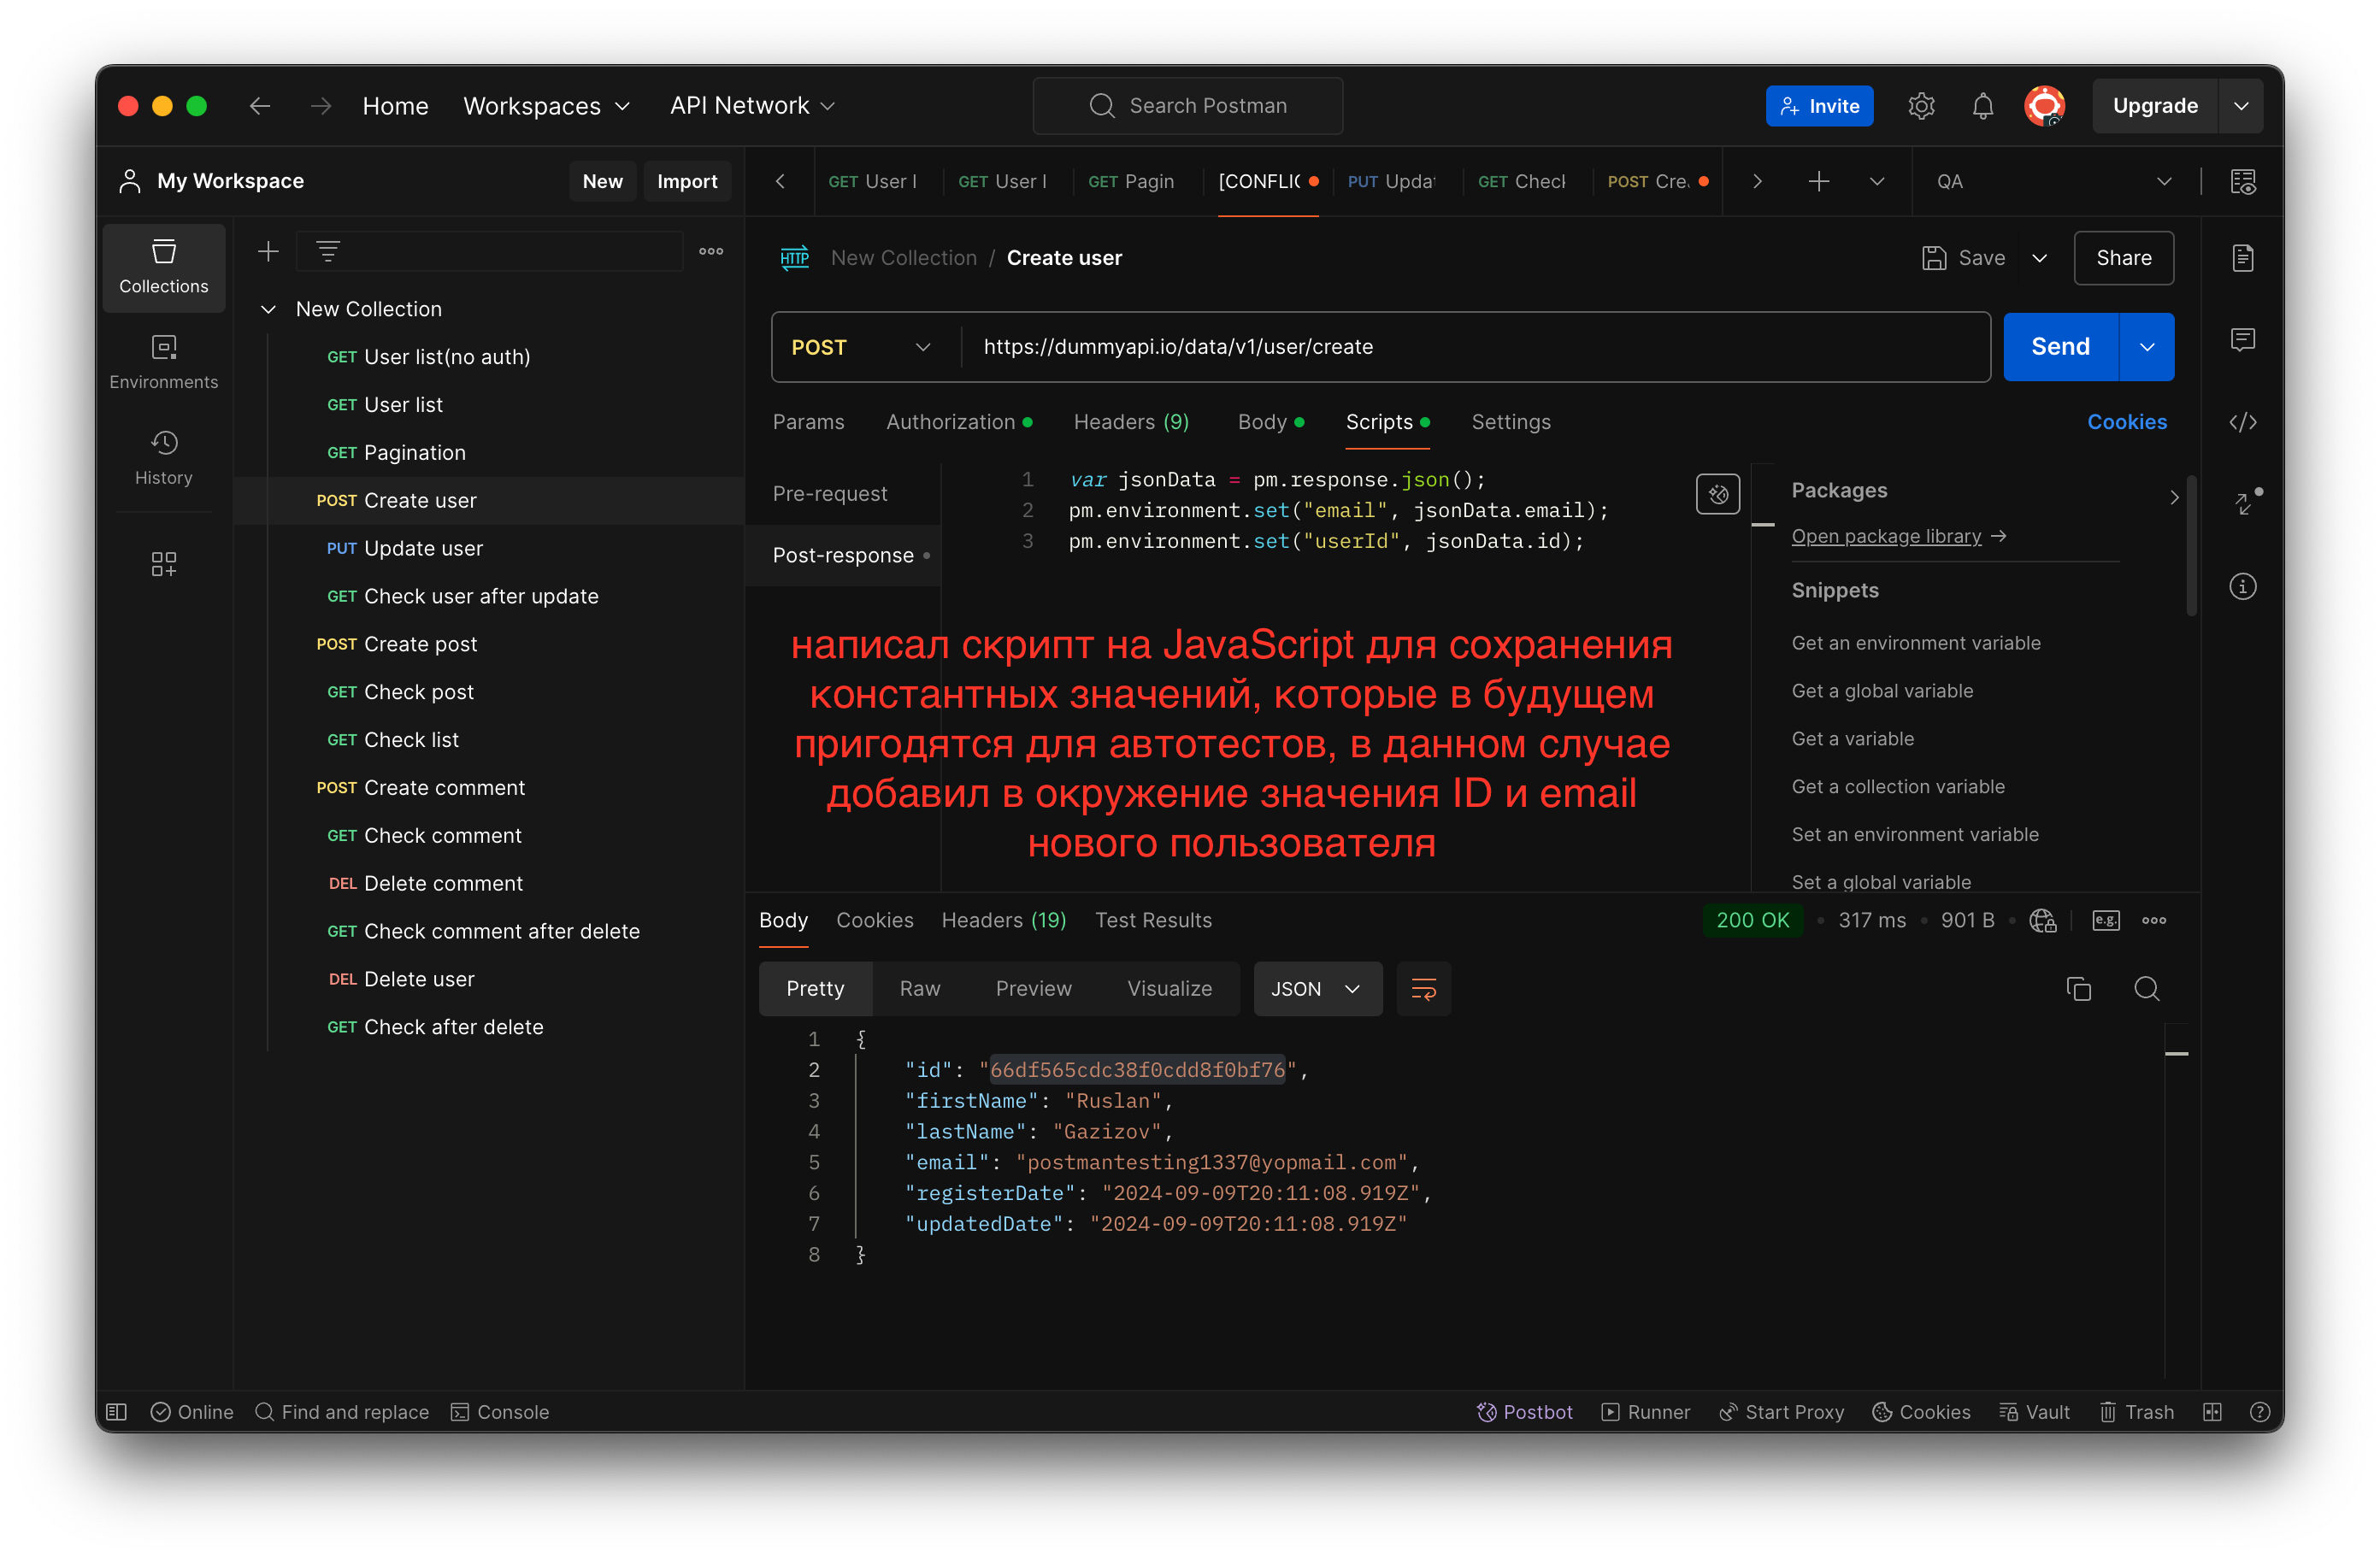 Home Workspaces API Network Search Postman Invite Upgrade
My Workspace New Import GET User l GET User l GET Pagin [CONFLIC PUT Updat GET Check POST Cre QA
Collections
Environments
History
New Collection
GET User list(no auth)
GET User list
GET Pagination
POST Create user
PUT Update user
GET Check user after update
POST Create post
GET Check post
GET Check list
POST Create comment
GET Check comment
DEL Delete comment
GET Check comment after delete
DEL Delete user
GET Check after delete
HTTP New Collection / Create user Save Share
POST https://dummyapi.io/data/v1/user/create Send
Params Authorization Headers (9) Body Scripts Settings Cookies
Pre-request
Post-response
1 var jsonData = pm.response.json();
2 pm.environment.set("email", jsonData.email);
3 pm.environment.set("userId", jsonData.id);
Packages
Open package library →
Snippets
Get an environment variable
Get a global variable
Get a variable
Get a collection variable
Set an environment variable
Set a global variable
написал скрипт на JavaScript для сохранения
константных значений, которые в будущем
пригодятся для автотестов, в данном случае
добавил в окружение значения ID и email
нового пользователя
Body Cookies Headers (19) Test Results 200 OK 317 ms 901 B e.g.
Pretty Raw Preview Visualize JSON
1 {
2 "id": "66df565cdc38f0cdd8f0bf76",
3 "firstName": "Ruslan",
4 "lastName": "Gazizov",
5 "email": "postmantesting1337@yopmail.com",
6 "registerDate": "2024-09-09T20:11:08.919Z",
7 "updatedDate": "2024-09-09T20:11:08.919Z"
8 }
Online Find and replace Console Postbot Runner Start Proxy Cookies Vault Trash